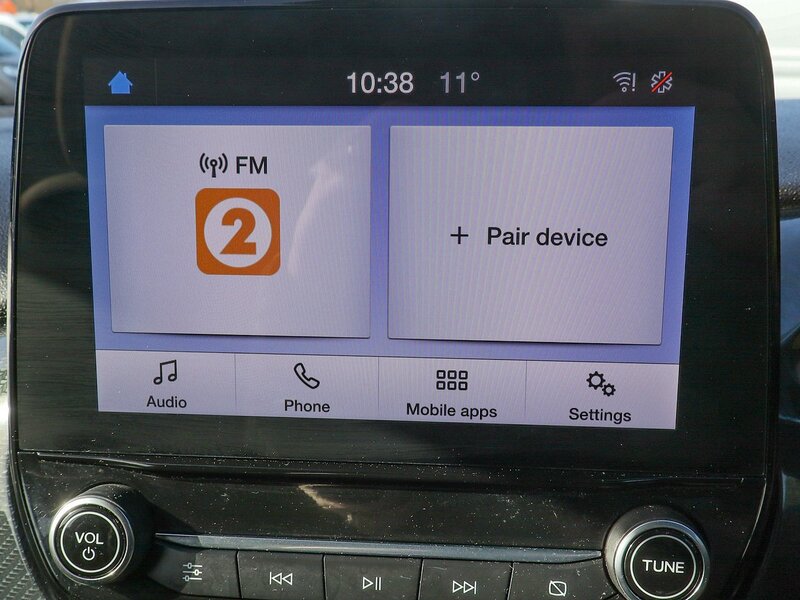 10:38 11°
FM
2
+ Pair device
Audio
Phone
Mobile apps
Settings
VOL
TUNE